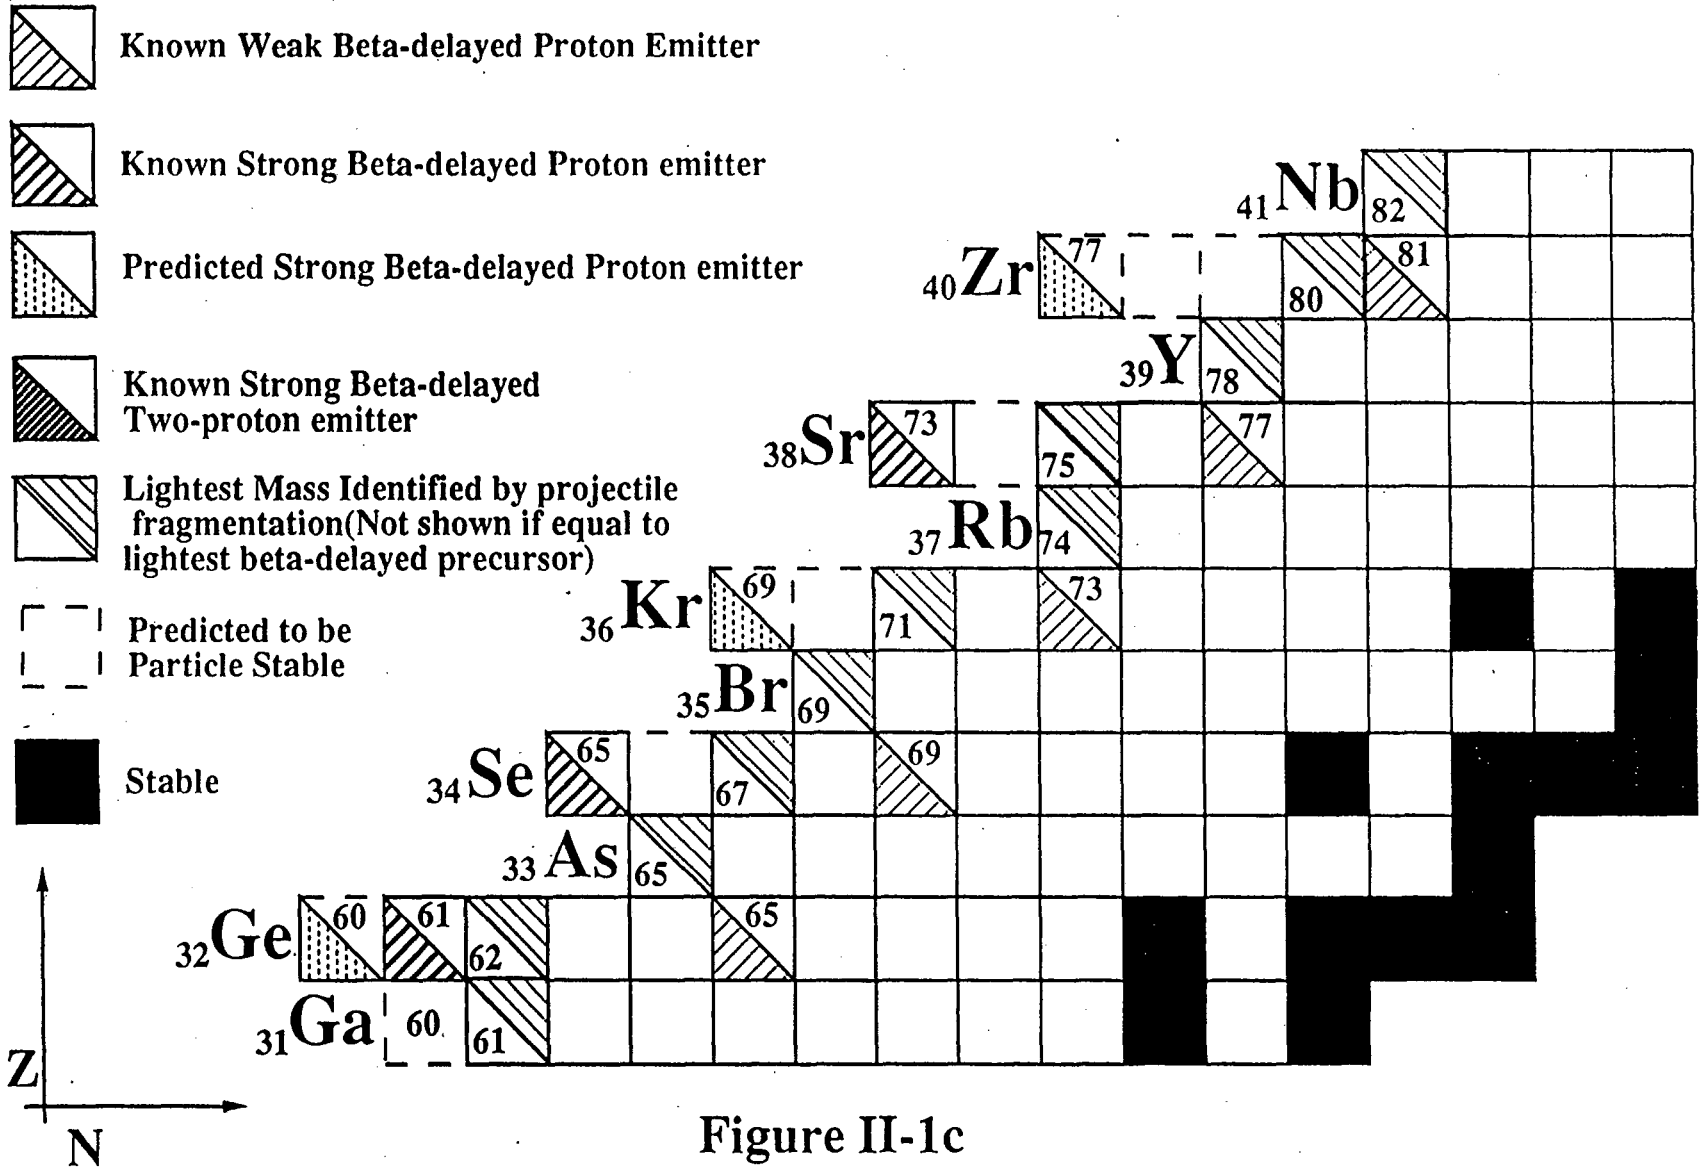 Known Weak Beta-delayed Proton Emitter
Known Strong Beta-delayed Proton emitter
Predicted Strong Beta-delayed Proton emitter
Known Strong Beta-delayed
Two-proton emitter
Lightest Mass Identified by projectile
fragmentation(Not shown if equal to
lightest beta-delayed precursor)
Predicted to be
Particle Stable
Stable
41Nb 82
40Zr 77 80 81
39Y 78
38Sr 73 75 77
37Rb 74
36Kr 69 71 73
35Br 69
34Se 65 67 69
33As 65
32Ge 60 61 62 65
31Ga 60 61
Z
N
Figure II-1c